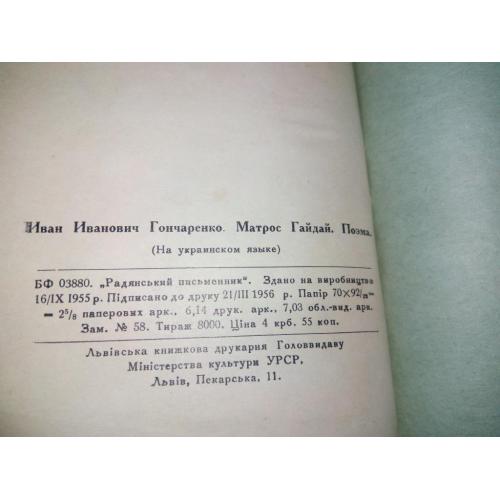 Иван Иванович Гончаренко. Матрос Гайдай. Поэма.
(На украинском языке)
БФ 03880. „Радянський письменник“. Здано на виробництво
16/IX 1955 р. Підписано до друку 21/III 1956 р. Папір 70×92/16—
— 2⁵/₈ паперових арк., 6,14 друк. арк., 7,03 обл.-вид. арк.
Зам. № 58. Тираж 8000. Ціна 4 крб. 55 коп.
Львівська книжкова друкарня Головвидаву
Міністерства культури УРСР,
Львів, Пекарська, 11.